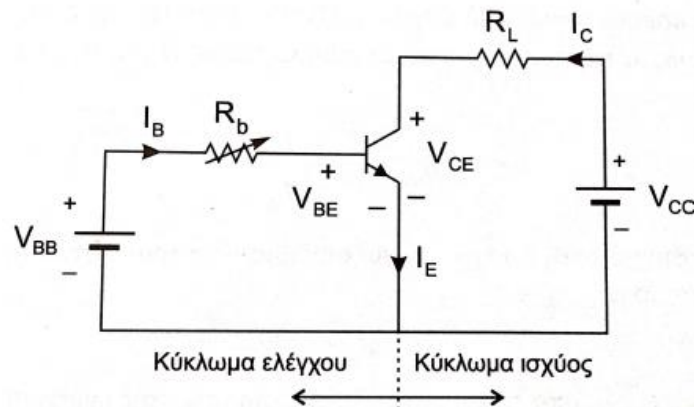 R_L I_C
I_B R_b
+ V_CE +
+ V_BE – – V_CC
+ V_BB – –
I_E
Κύκλωμα ελέγχου Κύκλωμα ισχύος